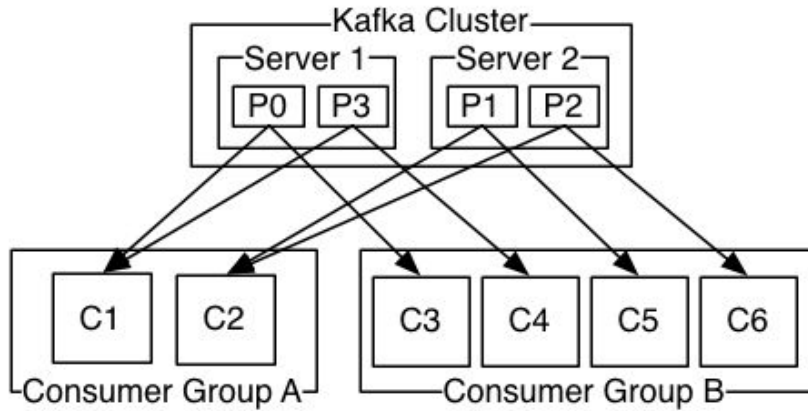 Kafka Cluster
Server 1 Server 2
P0 P3 P1 P2
C1 C2 C3 C4 C5 C6
Consumer Group A Consumer Group B